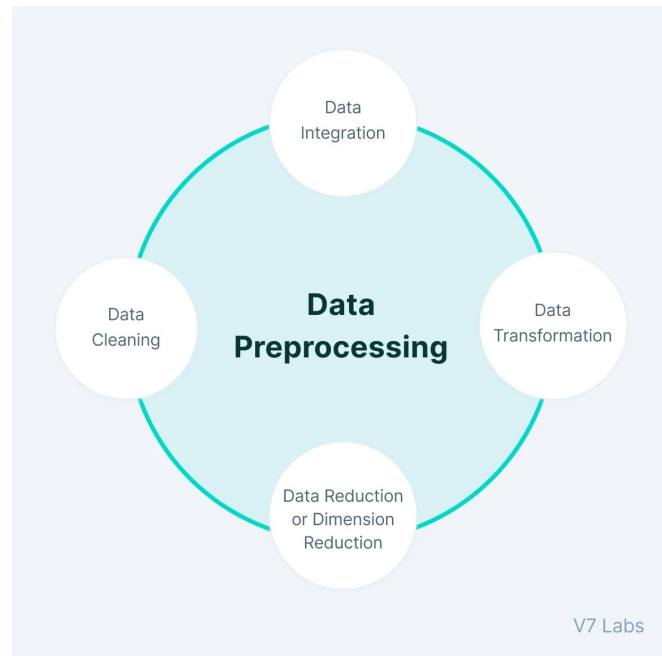 Data
Integration
Data
Cleaning
Data
Preprocessing
Data
Transformation
Data Reduction
or Dimension
Reduction
V7 Labs